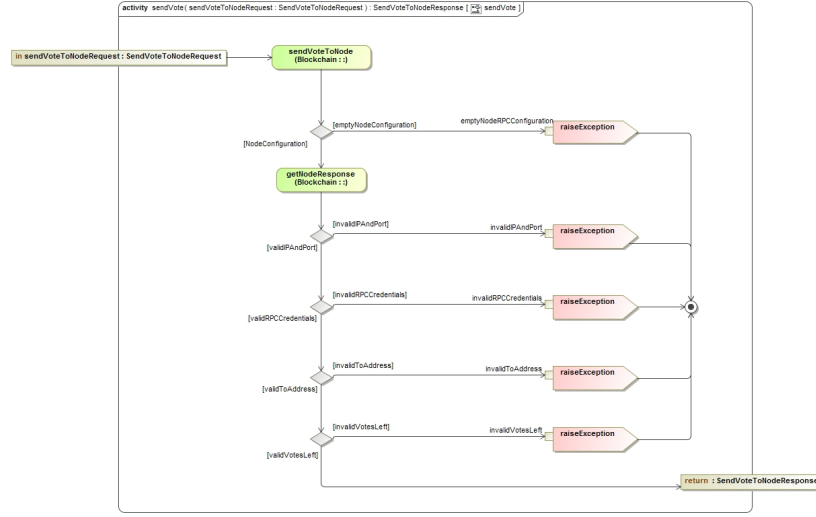 activity sendVote( sendVoteToNodeRequest : SendVoteToNodeRequest ) : SendVoteToNodeResponse [ sendVote ]
in sendVoteToNodeRequest : SendVoteToNodeRequest
sendVoteToNode
(Blockchain : :)
[emptyNodeConfiguration]
emptyNodeRPCConfiguration
raiseException
[NodeConfiguration]
getNodeResponse
(Blockchain : :)
[invalidIPAndPort]
invalidIPAndPort
raiseException
[validIPAndPort]
[invalidRPCCredentials]
invalidRPCCredentials
raiseException
[validRPCCredentials]
[invalidToAddress]
invalidToAddress
raiseException
[validToAddress]
[invalidVotesLeft]
invalidVotesLeft
raiseException
[validVotesLeft]
return : SendVoteToNodeResponse